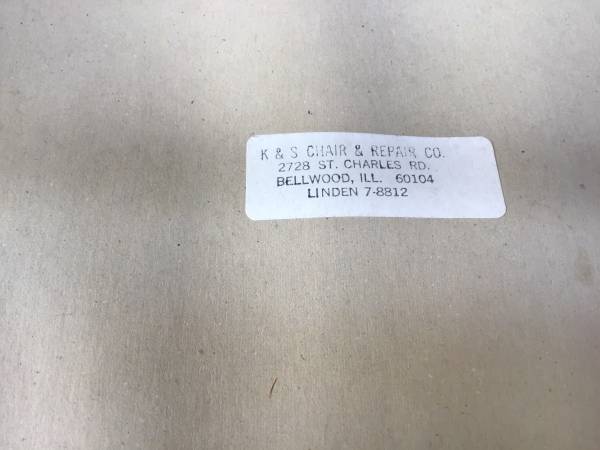 K & S CHAIR & REPAIR CO.
2728 ST. CHARLES RD.
BELLWOOD, ILL. 60104
LINDEN 7-8812